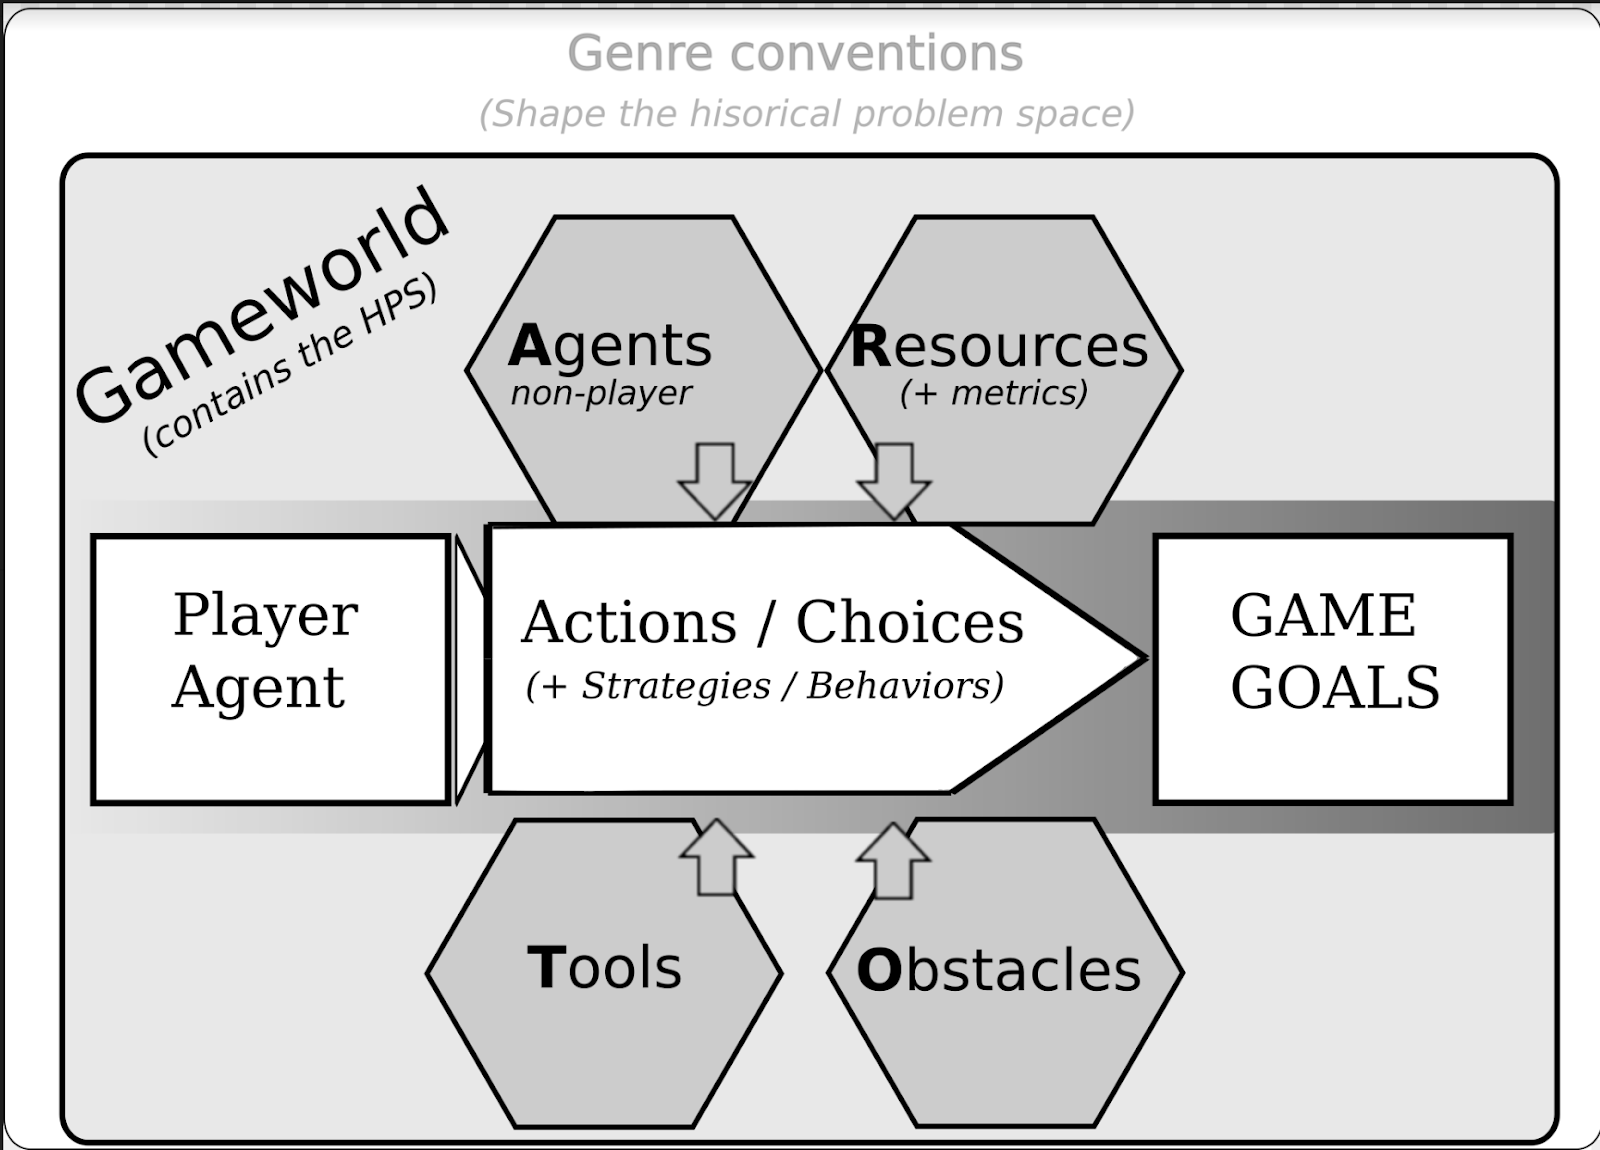 Genre conventions
(Shape the hisorical problem space)
Gameworld
(contains the HPS)
Agents
non-player
Resources
(+ metrics)
Player
Agent
Actions / Choices
(+ Strategies / Behaviors)
GAME
GOALS
Tools
Obstacles